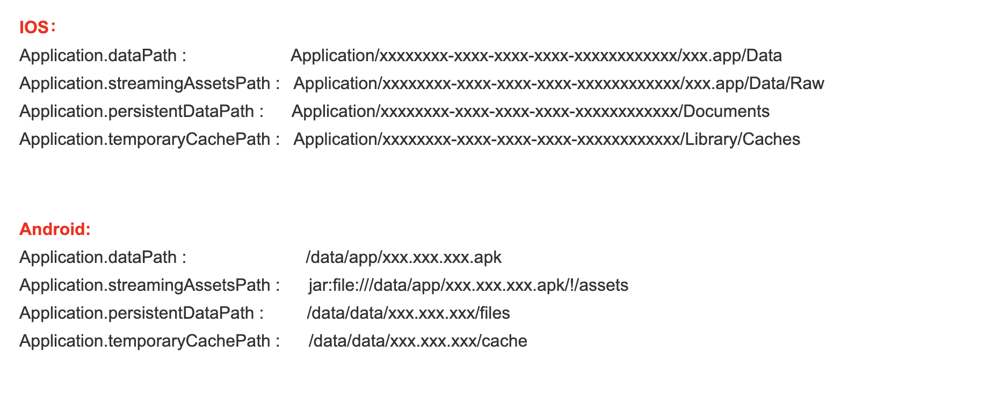 IOS：
Application.dataPath : Application/xxxxxxxx-xxxx-xxxx-xxxx-xxxxxxxxxxxx/xxx.app/Data
Application.streamingAssetsPath : Application/xxxxxxxx-xxxx-xxxx-xxxx-xxxxxxxxxxxx/xxx.app/Data/Raw
Application.persistentDataPath : Application/xxxxxxxx-xxxx-xxxx-xxxx-xxxxxxxxxxxx/Documents
Application.temporaryCachePath : Application/xxxxxxxx-xxxx-xxxx-xxxx-xxxxxxxxxxxx/Library/Caches
Android:
Application.dataPath : /data/app/xxx.xxx.xxx.apk
Application.streamingAssetsPath : jar:file:///data/app/xxx.xxx.xxx.apk/!/assets
Application.persistentDataPath : /data/data/xxx.xxx.xxx/files
Application.temporaryCachePath : /data/data/xxx.xxx.xxx/cache